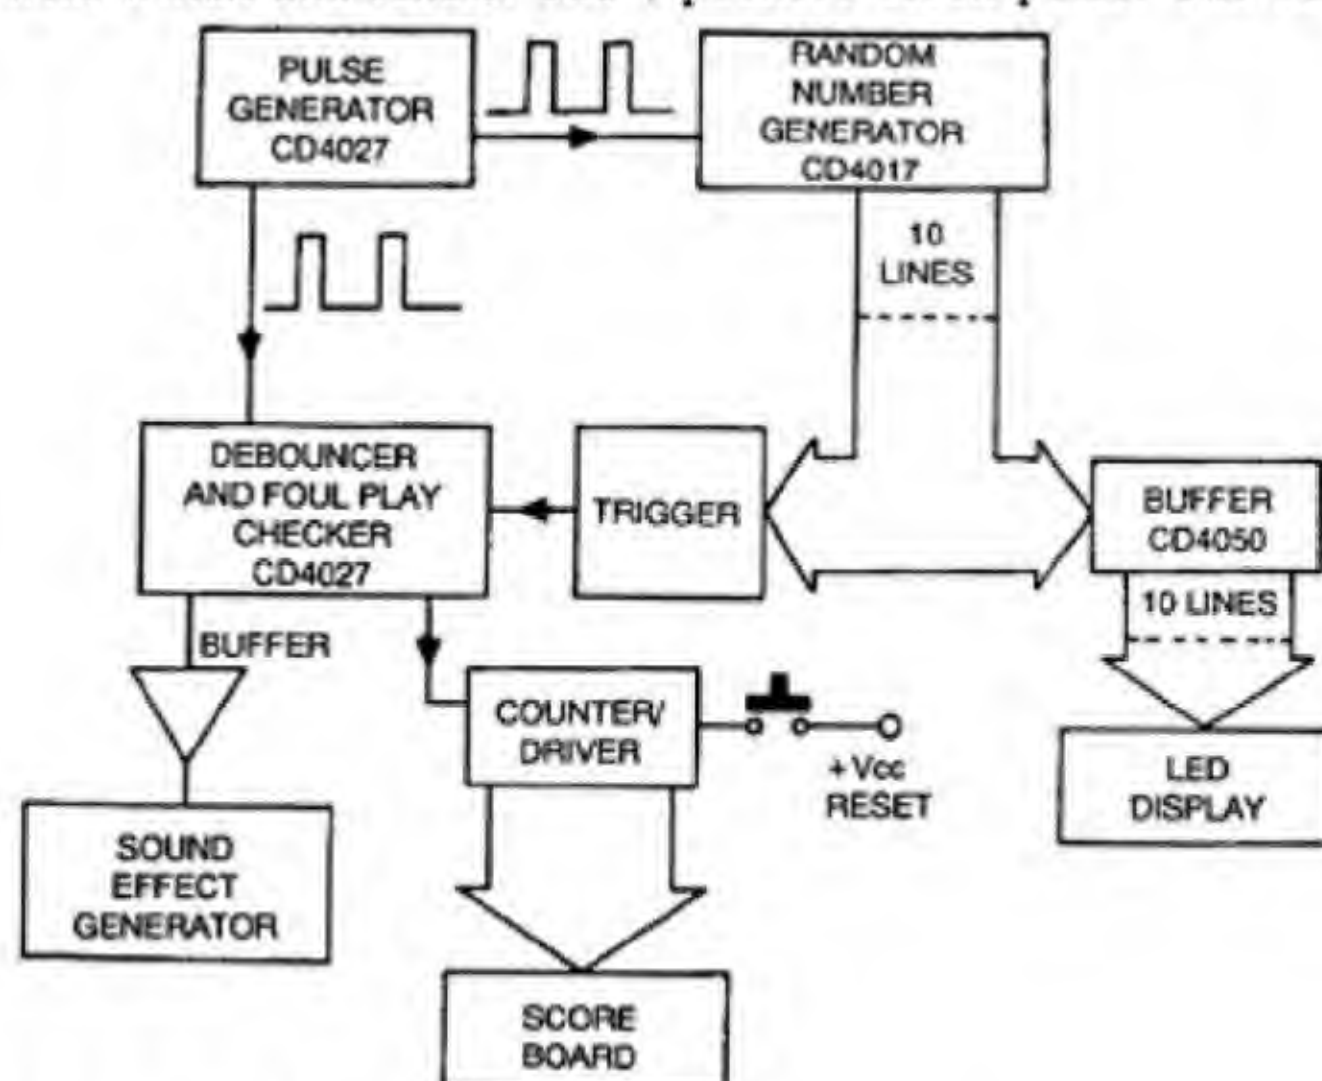 PULSE
GENERATOR
CD4027
RANDOM
NUMBER
GENERATOR
CD4017
10
LINES
DEBOUNCER
AND FOUL PLAY
CHECKER
CD4027
TRIGGER
BUFFER
CD4050
10 LINES
BUFFER
COUNTER/
DRIVER
+Vcc
RESET
LED
DISPLAY
SOUND
EFFECT
GENERATOR
SCORE
BOARD